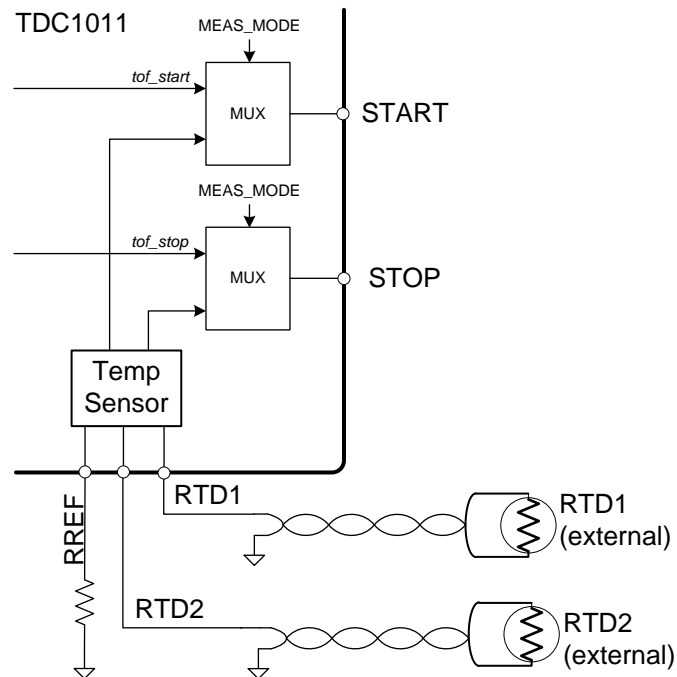 TDC1011
MEAS_MODE
tof_start
MUX
START
MEAS_MODE
tof_stop
MUX
STOP
Temp
Sensor
RREF
RTD1
RTD1
(external)
RTD2
RTD2
(external)